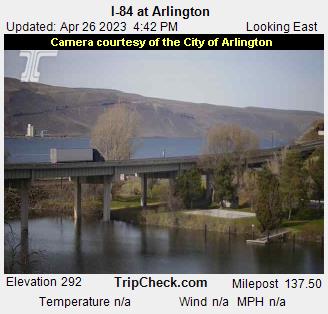 I-84 at Arlington
Updated: Apr 26 2023 4:42 PM Looking East
Camera courtesy of the City of Arlington
Elevation 292 TripCheck.com Milepost 137.50
Temperature n/a Wind n/a MPH n/a